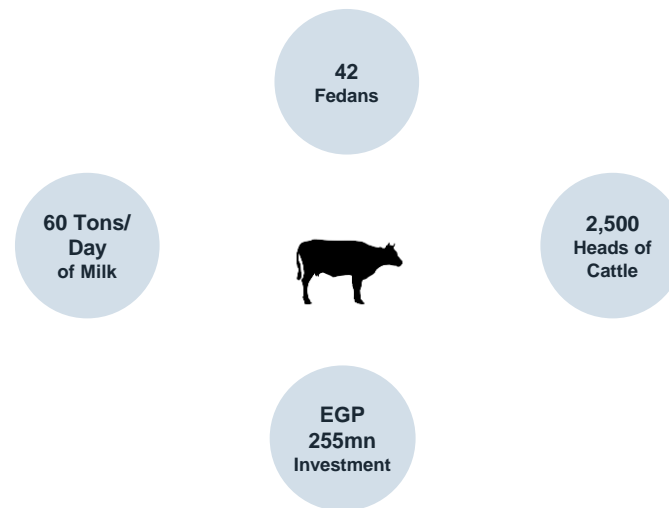 42
Fedans
60 Tons/
Day
of Milk
2,500
Heads of
Cattle
EGP
255mn
Investment